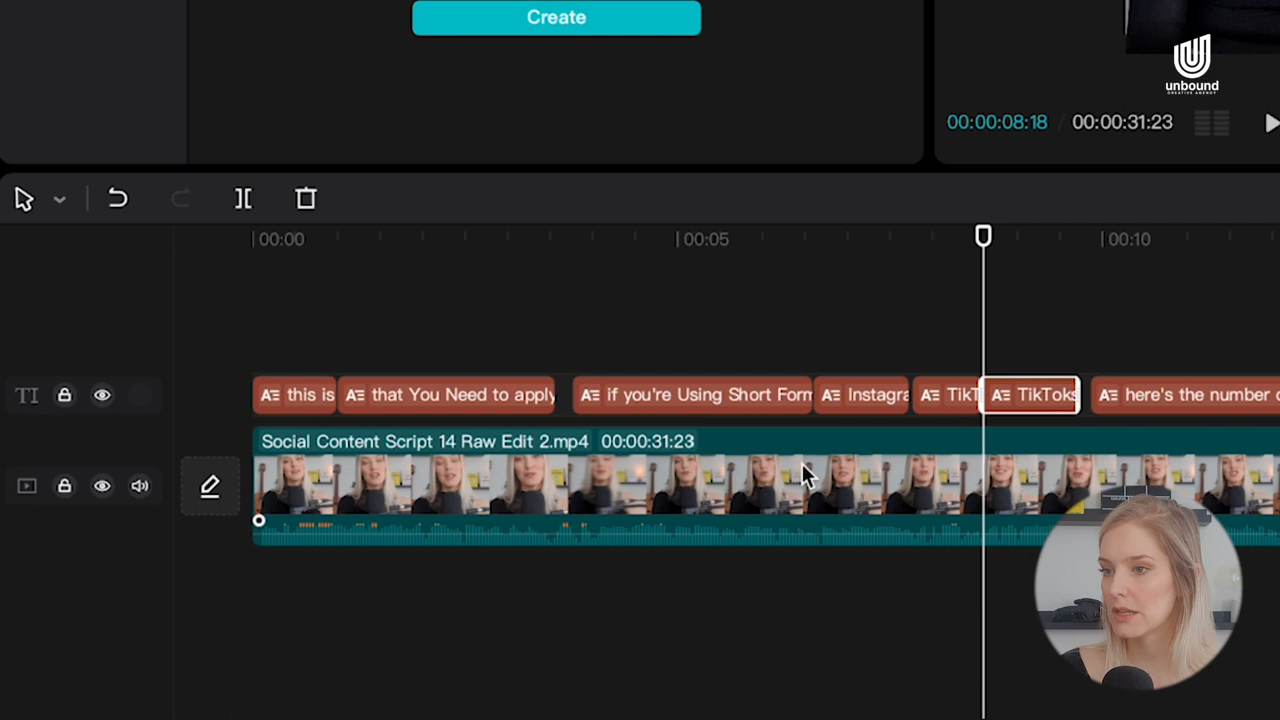 Create
unbound
CREATIVE AGENCY
00:00:08:18 / 00:00:31:23
00:00
00:05
00:10
TI
A this is
A that You Need to apply
A if you're Using Short Form
A Instagra
A TikT
A TikToks
A here's the number
Social Content Script 14 Raw Edit 2.mp4 00:00:31:23